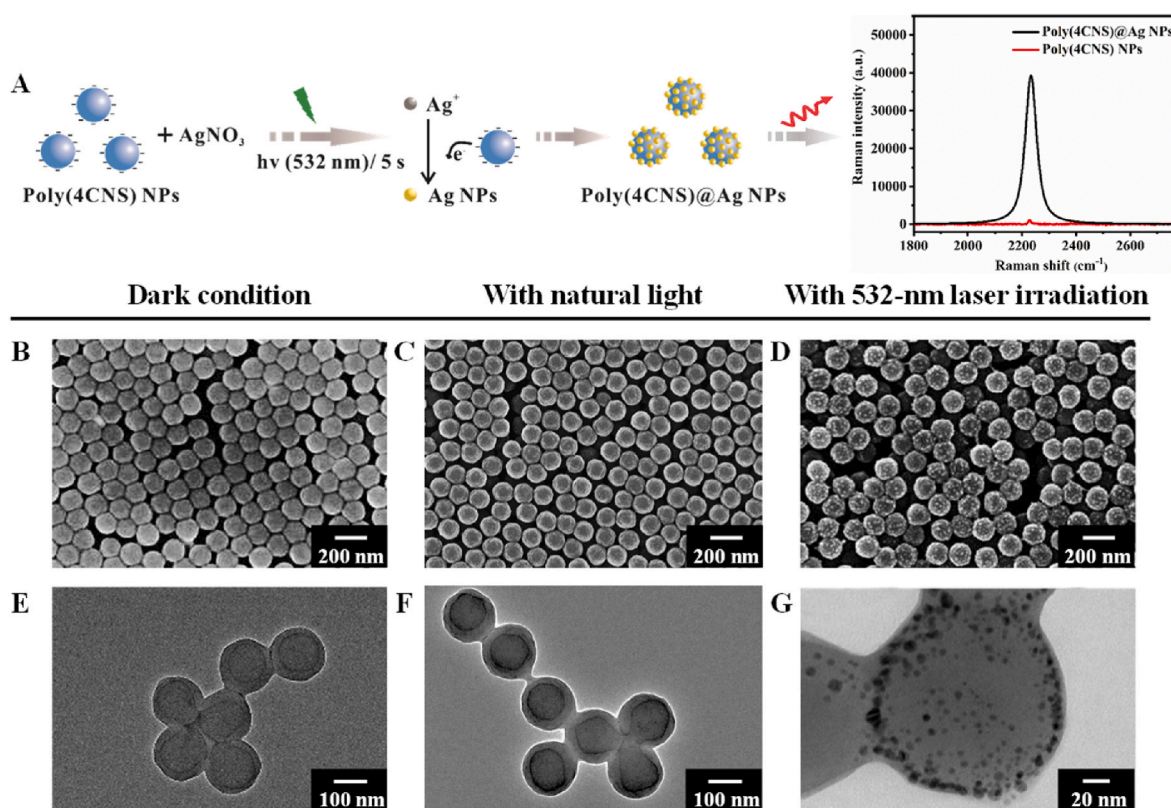 A
Poly(4CNS) NPs
+ AgNO₃
hν (532 nm)/ 5 s
Ag⁺
e⁻
Ag NPs
Poly(4CNS)@Ag NPs
Poly(4CNS)@Ag NPs
Poly(4CNS) NPs
Raman intensity (a.u.)
50000
40000
30000
20000
10000
0
1800
2000
2200
2400
2600
Raman shift (cm⁻¹)
Dark condition
With natural light
With 532-nm laser irradiation
B
200 nm
C
200 nm
D
200 nm
E
100 nm
F
100 nm
G
20 nm